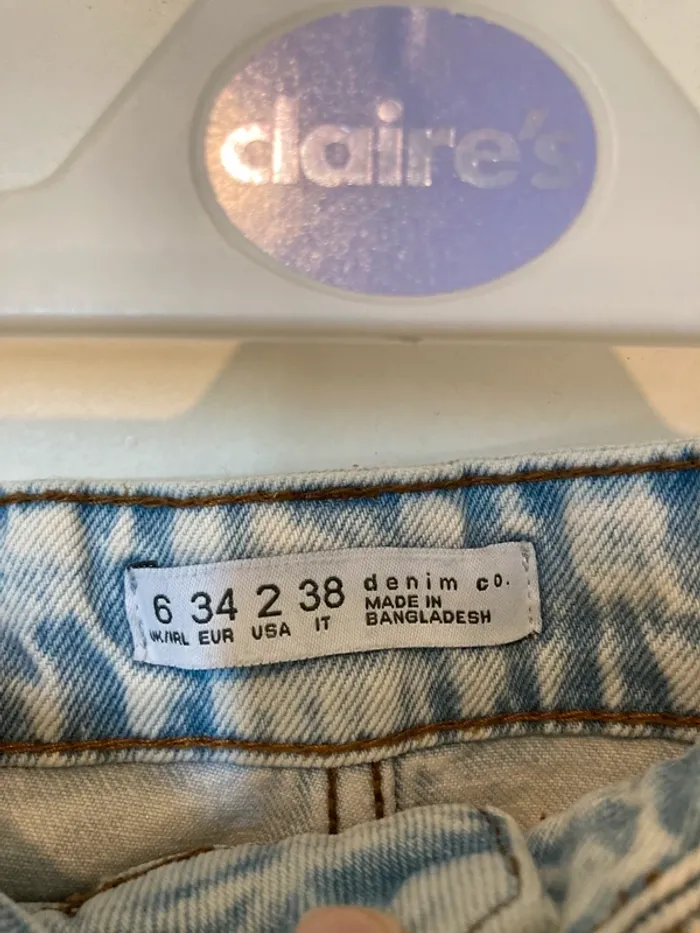 claire's
6 34 2 38 denim co.
UK/IRL EUR USA IT MADE IN
BANGLADESH